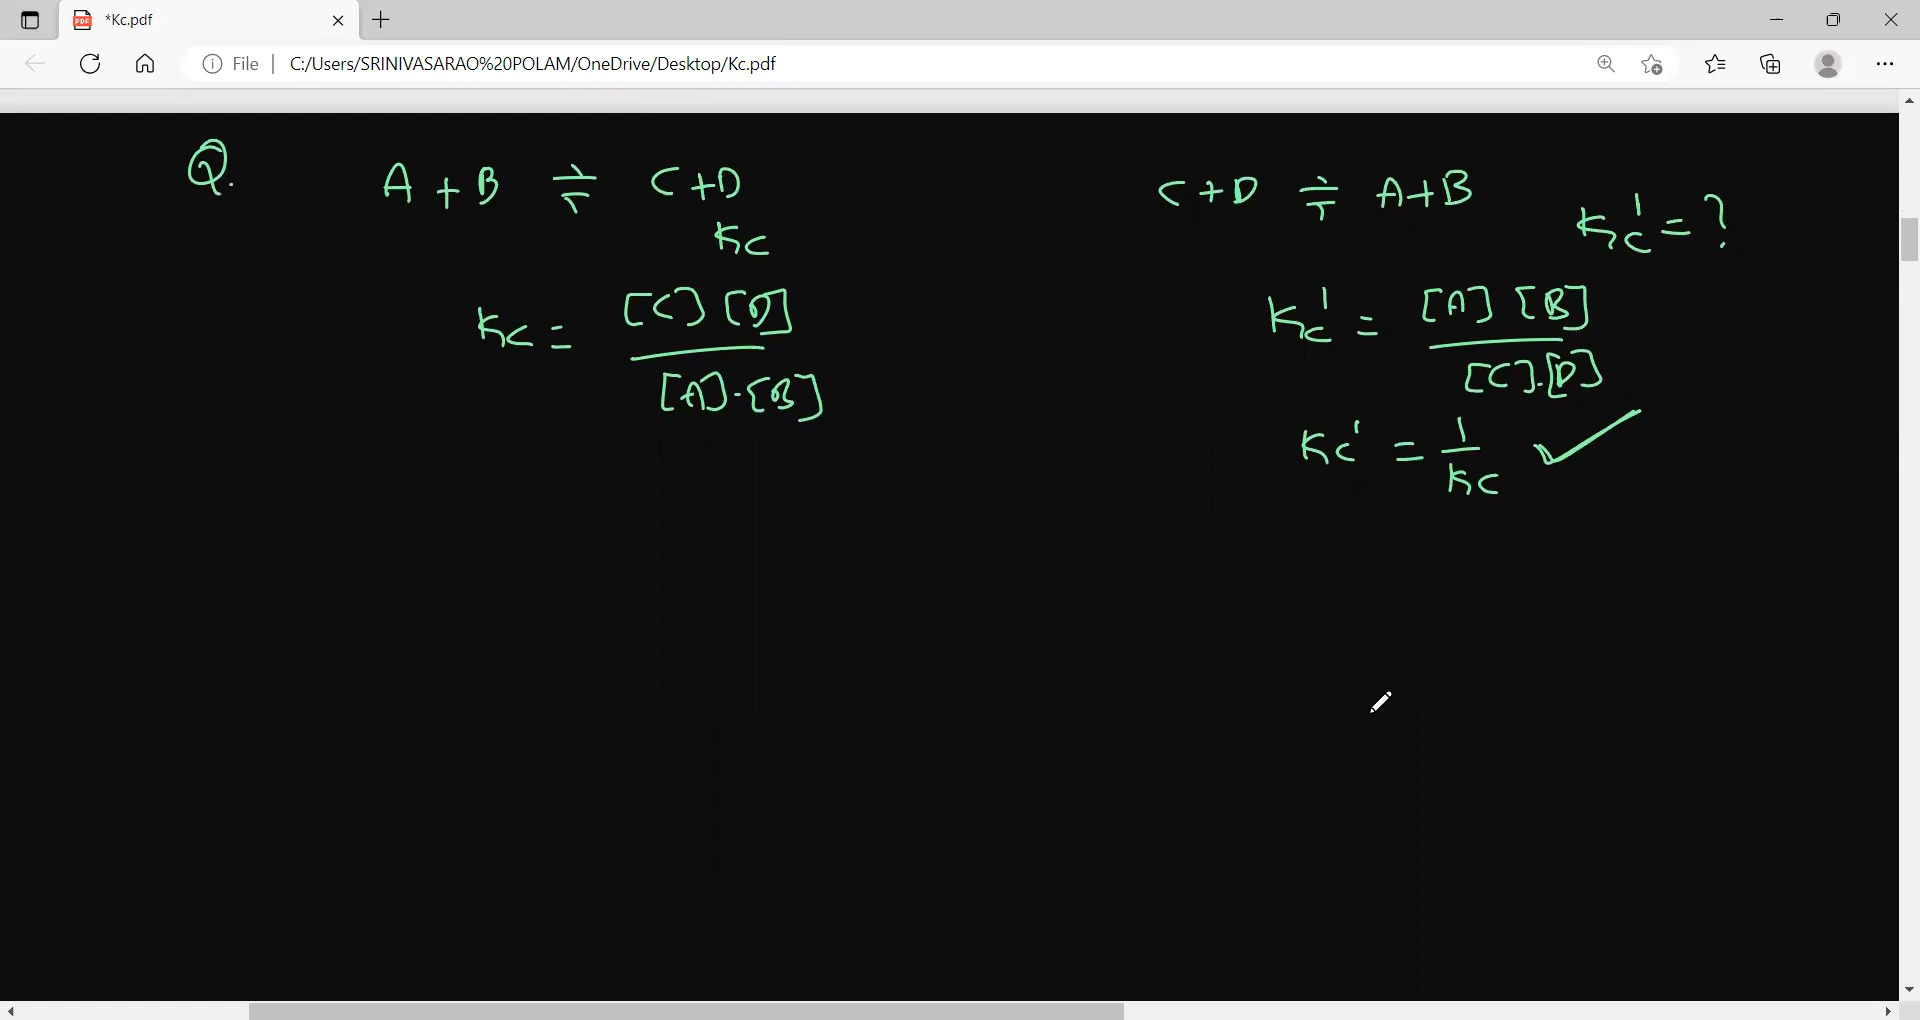 *Kc.pdf
File | C:/Users/SRINIVASARAO%20POLAM/OneDrive/Desktop/Kc.pdf
Q. A + B ⇌ C + D
Kc
Kc = [C] [D] / [A]·[B]
C + D ⇌ A + B
Kc' = ?
Kc' = [A] [B] / [C].[D]
Kc' = 1 / Kc ✓